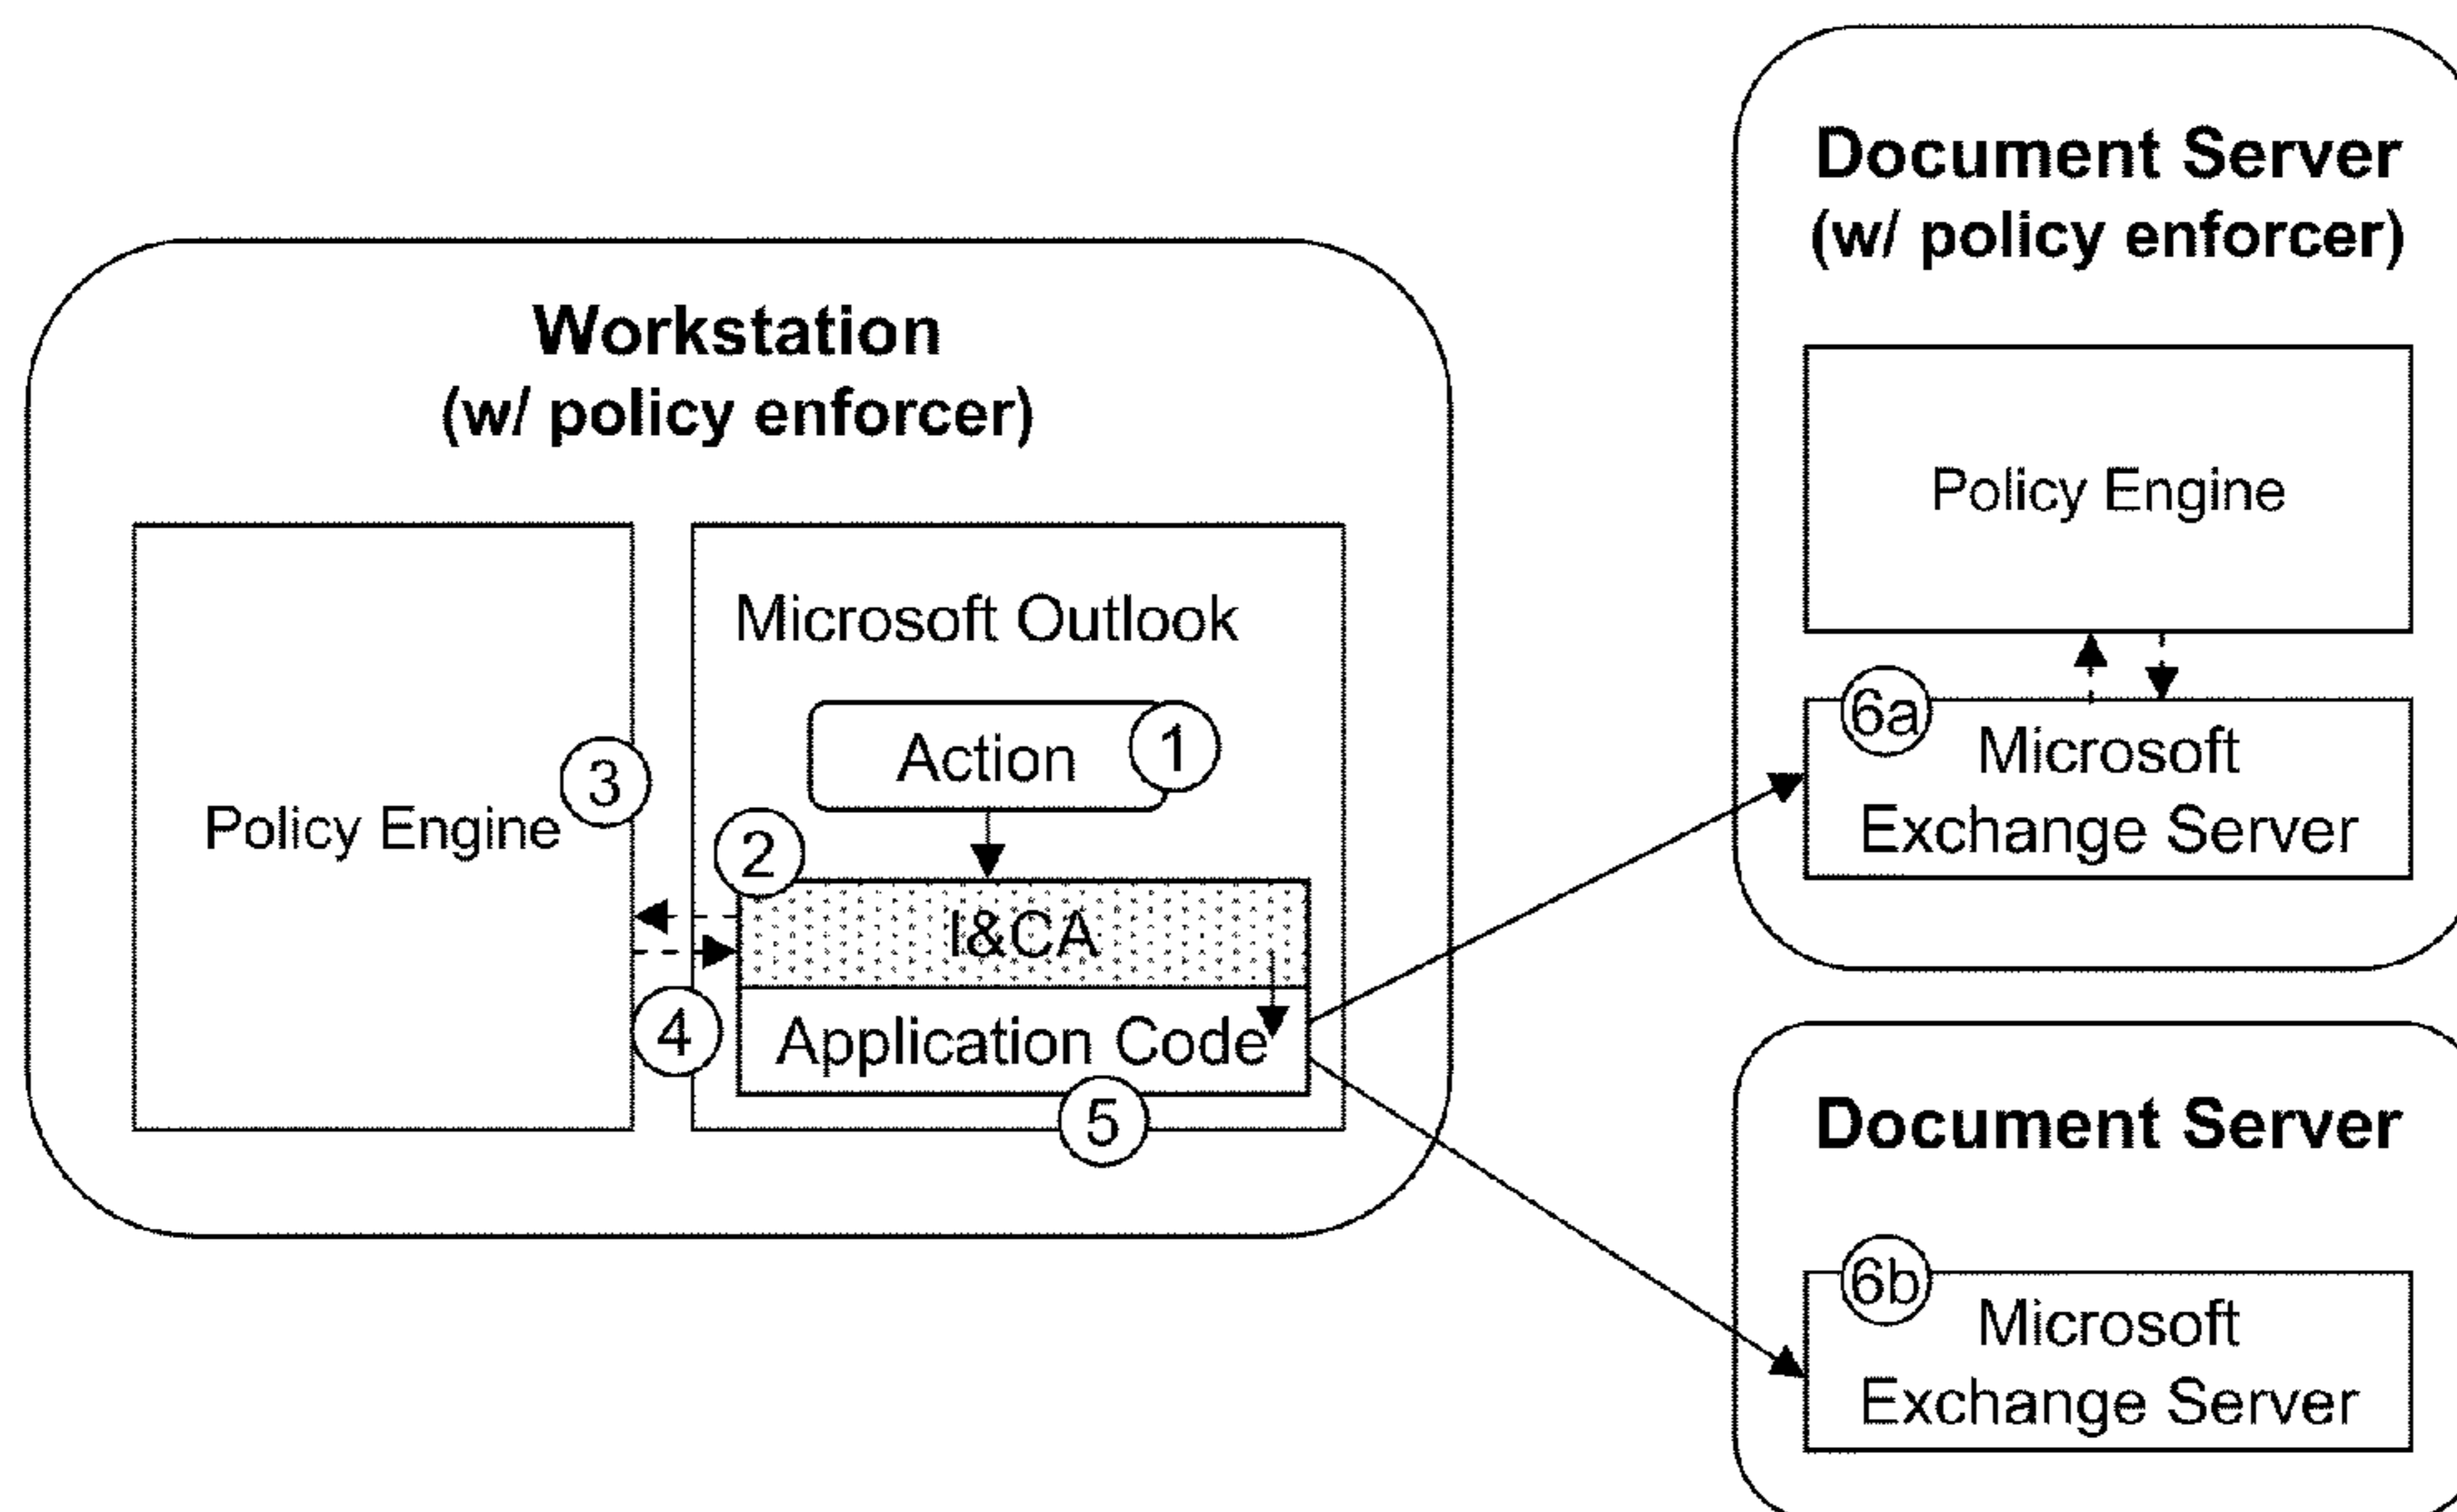 Workstation
(w/ policy enforcer)
Policy Engine
3
Microsoft Outlook
Action
1
2
I&CA
4
Application Code
5
Document Server
(w/ policy enforcer)
Policy Engine
6a
Microsoft
Exchange Server
Document Server
6b
Microsoft
Exchange Server